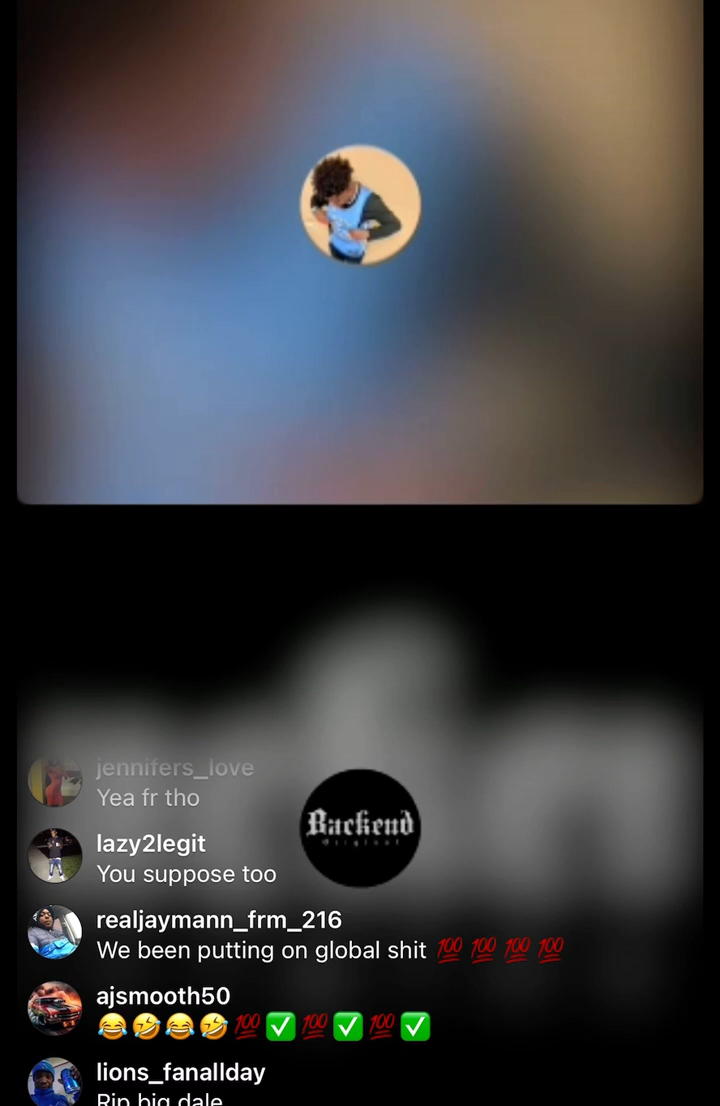 jennifers_love
Yea fr tho
lazy2legit
You suppose too
Backend
Original
realjaymann_frm_216
We been putting on global shit 💯 💯 💯 💯
ajsmooth50
😂🤣😂🤣💯✅💯✅💯✅
lions_fanallday
Rip big dale